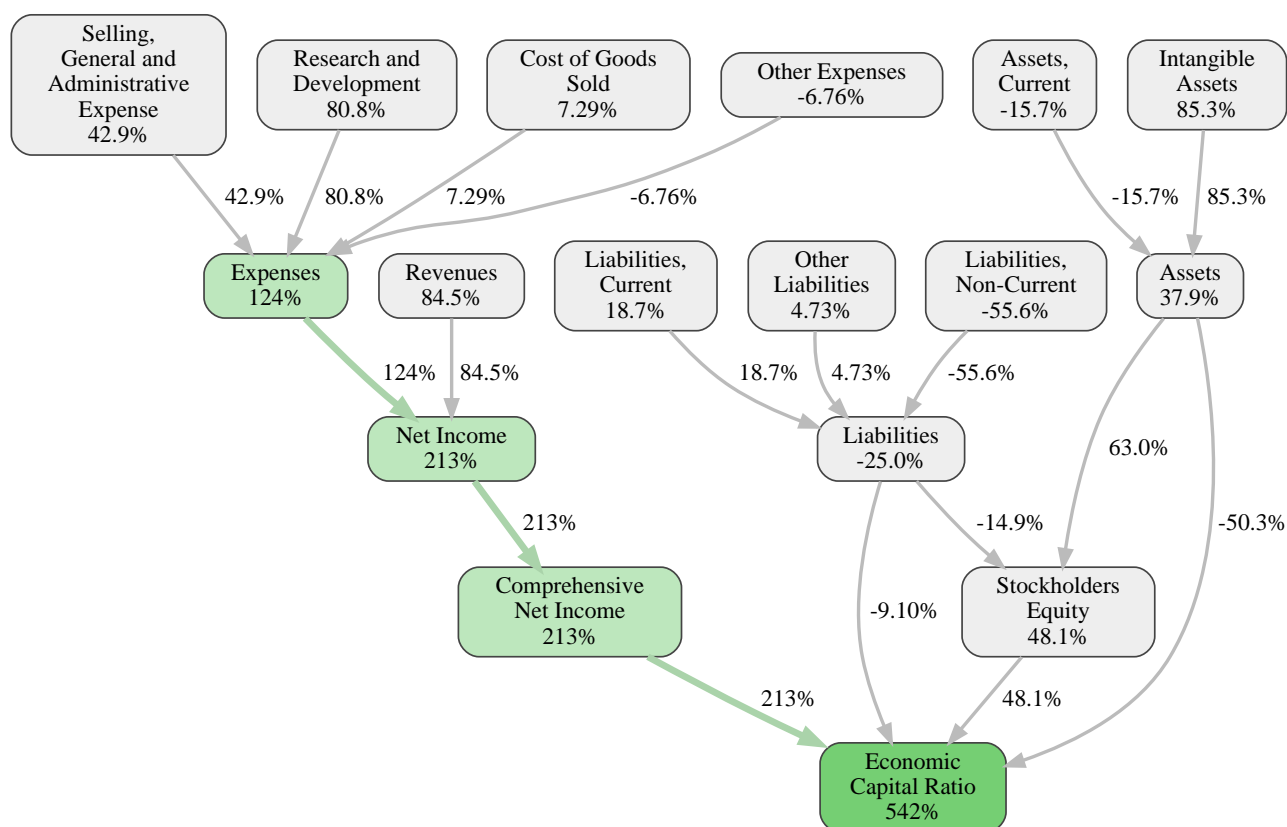 Selling,
General and
Administrative
Expense
42.9%
Research and
Development
80.8%
Cost of Goods
Sold
7.29%
Other Expenses
-6.76%
Assets,
Current
-15.7%
Intangible
Assets
85.3%
42.9%
80.8%
7.29%
-6.76%
-15.7%
85.3%
Expenses
124%
Revenues
84.5%
Liabilities,
Current
18.7%
Other
Liabilities
4.73%
Liabilities,
Non-Current
-55.6%
Assets
37.9%
124%
84.5%
18.7%
4.73%
-55.6%
Net Income
213%
Liabilities
-25.0%
63.0%
213%
-14.9%
-50.3%
Comprehensive
Net Income
213%
-9.10%
Stockholders
Equity
48.1%
213%
48.1%
Economic
Capital Ratio
542%